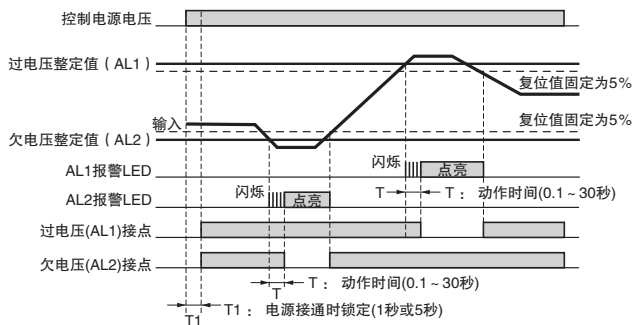 控制电源电压
过电压整定值（AL1）
复位值固定为5%
输入
复位值固定为5%
欠电压整定值（AL2）
闪烁
点亮
AL1报警LED
T
T： 动作时间(0.1~30秒)
闪烁
点亮
AL2报警LED
过电压(AL1)接点
欠电压(AL2)接点
T： 动作时间(0.1~30秒)
T
T1： 电源接通时锁定(1秒或5秒)
T1